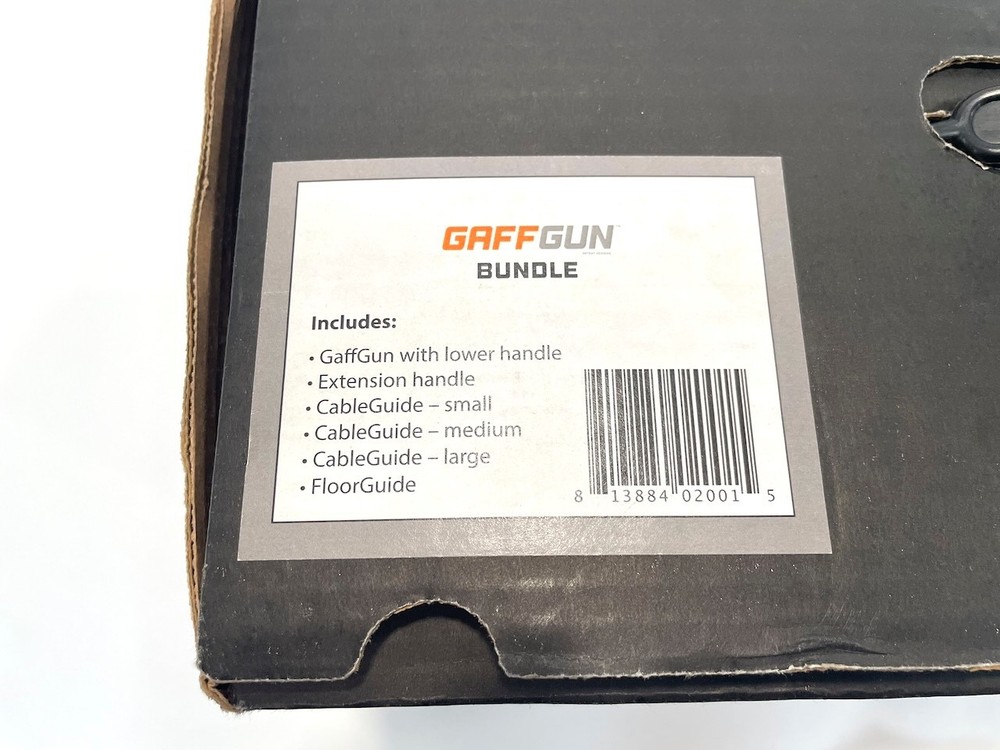 GAFFGUN™
BUNDLE
Includes:
• GaffGun with lower handle
• Extension handle
• CableGuide – small
• CableGuide – medium
• CableGuide – large
• FloorGuide
8 13884 02001 5